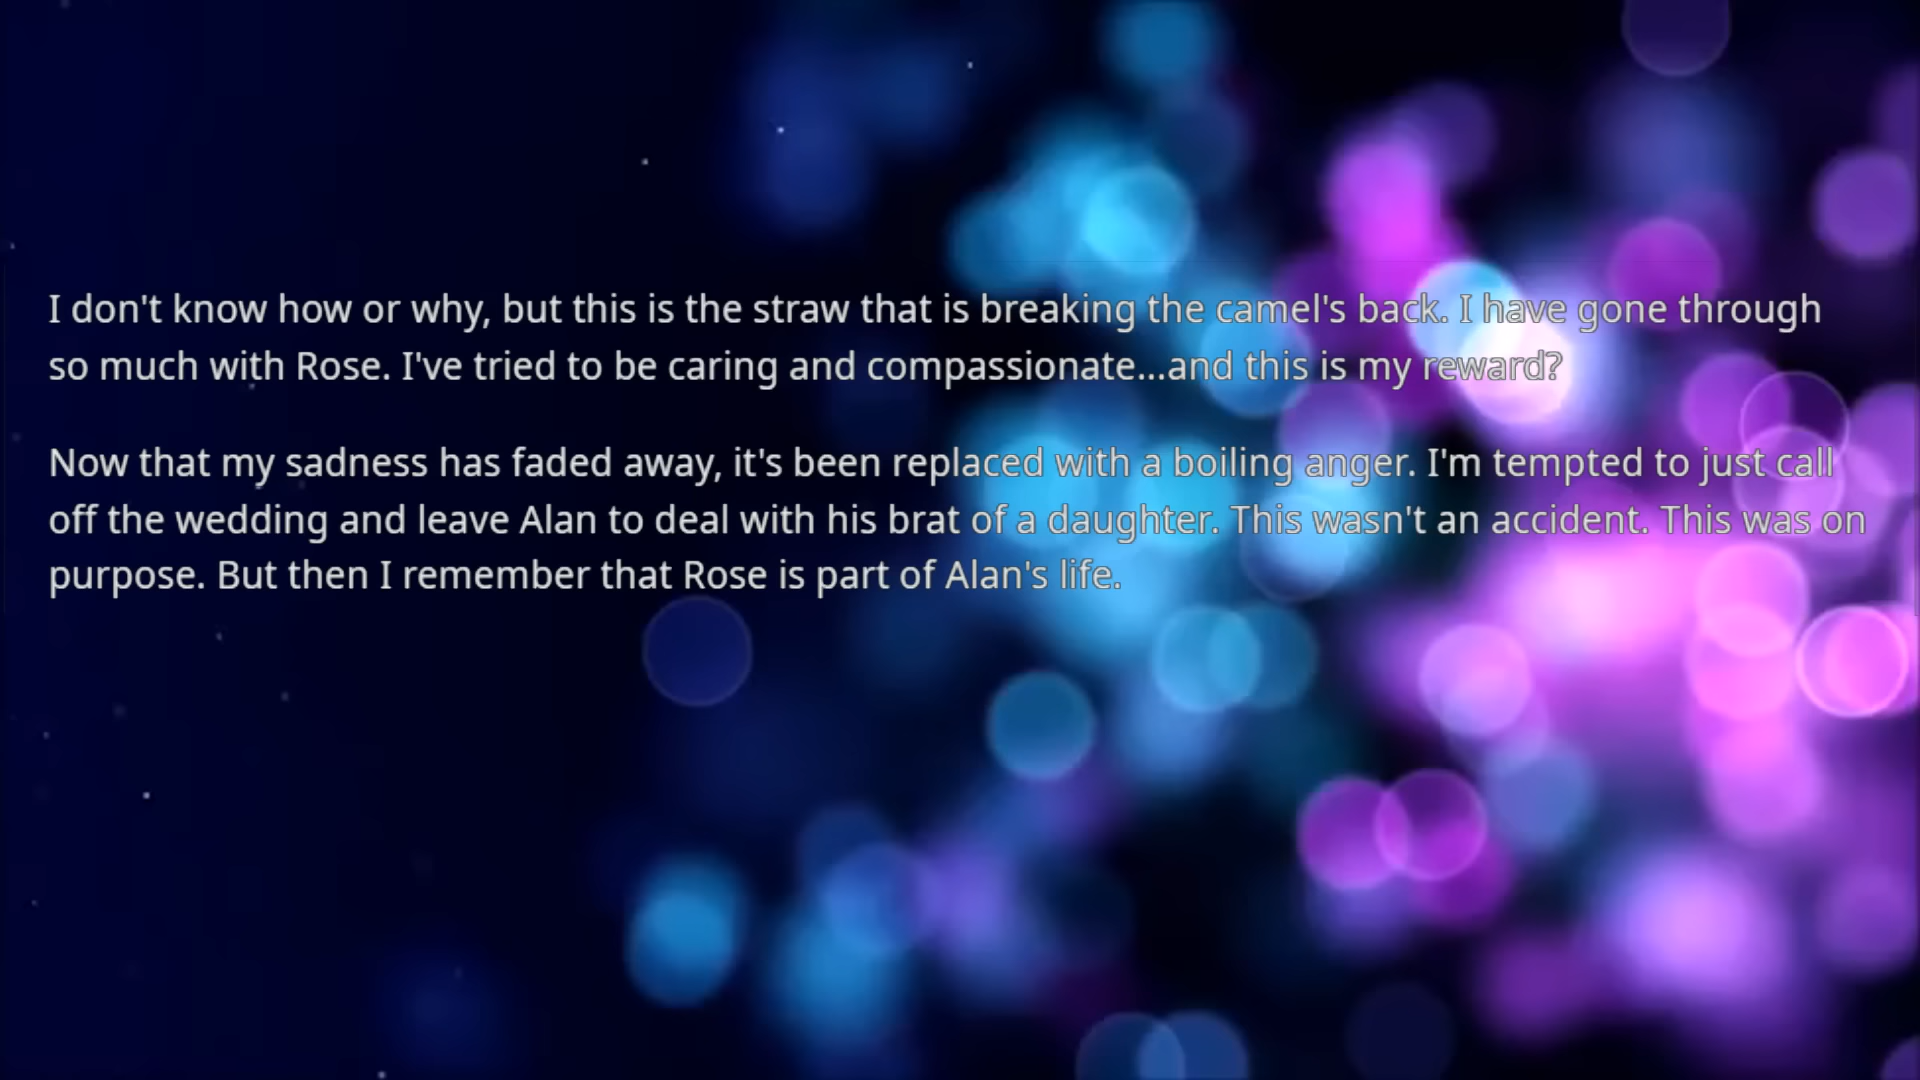 I don't know how or why, but this is the straw that is breaking the camel's back. I have gone through
so much with Rose. I've tried to be caring and compassionate...and this is my reward?
Now that my sadness has faded away, it's been replaced with a boiling anger. I'm tempted to just call
off the wedding and leave Alan to deal with his brat of a daughter. This wasn't an accident. This was on
purpose. But then I remember that Rose is part of Alan's life.